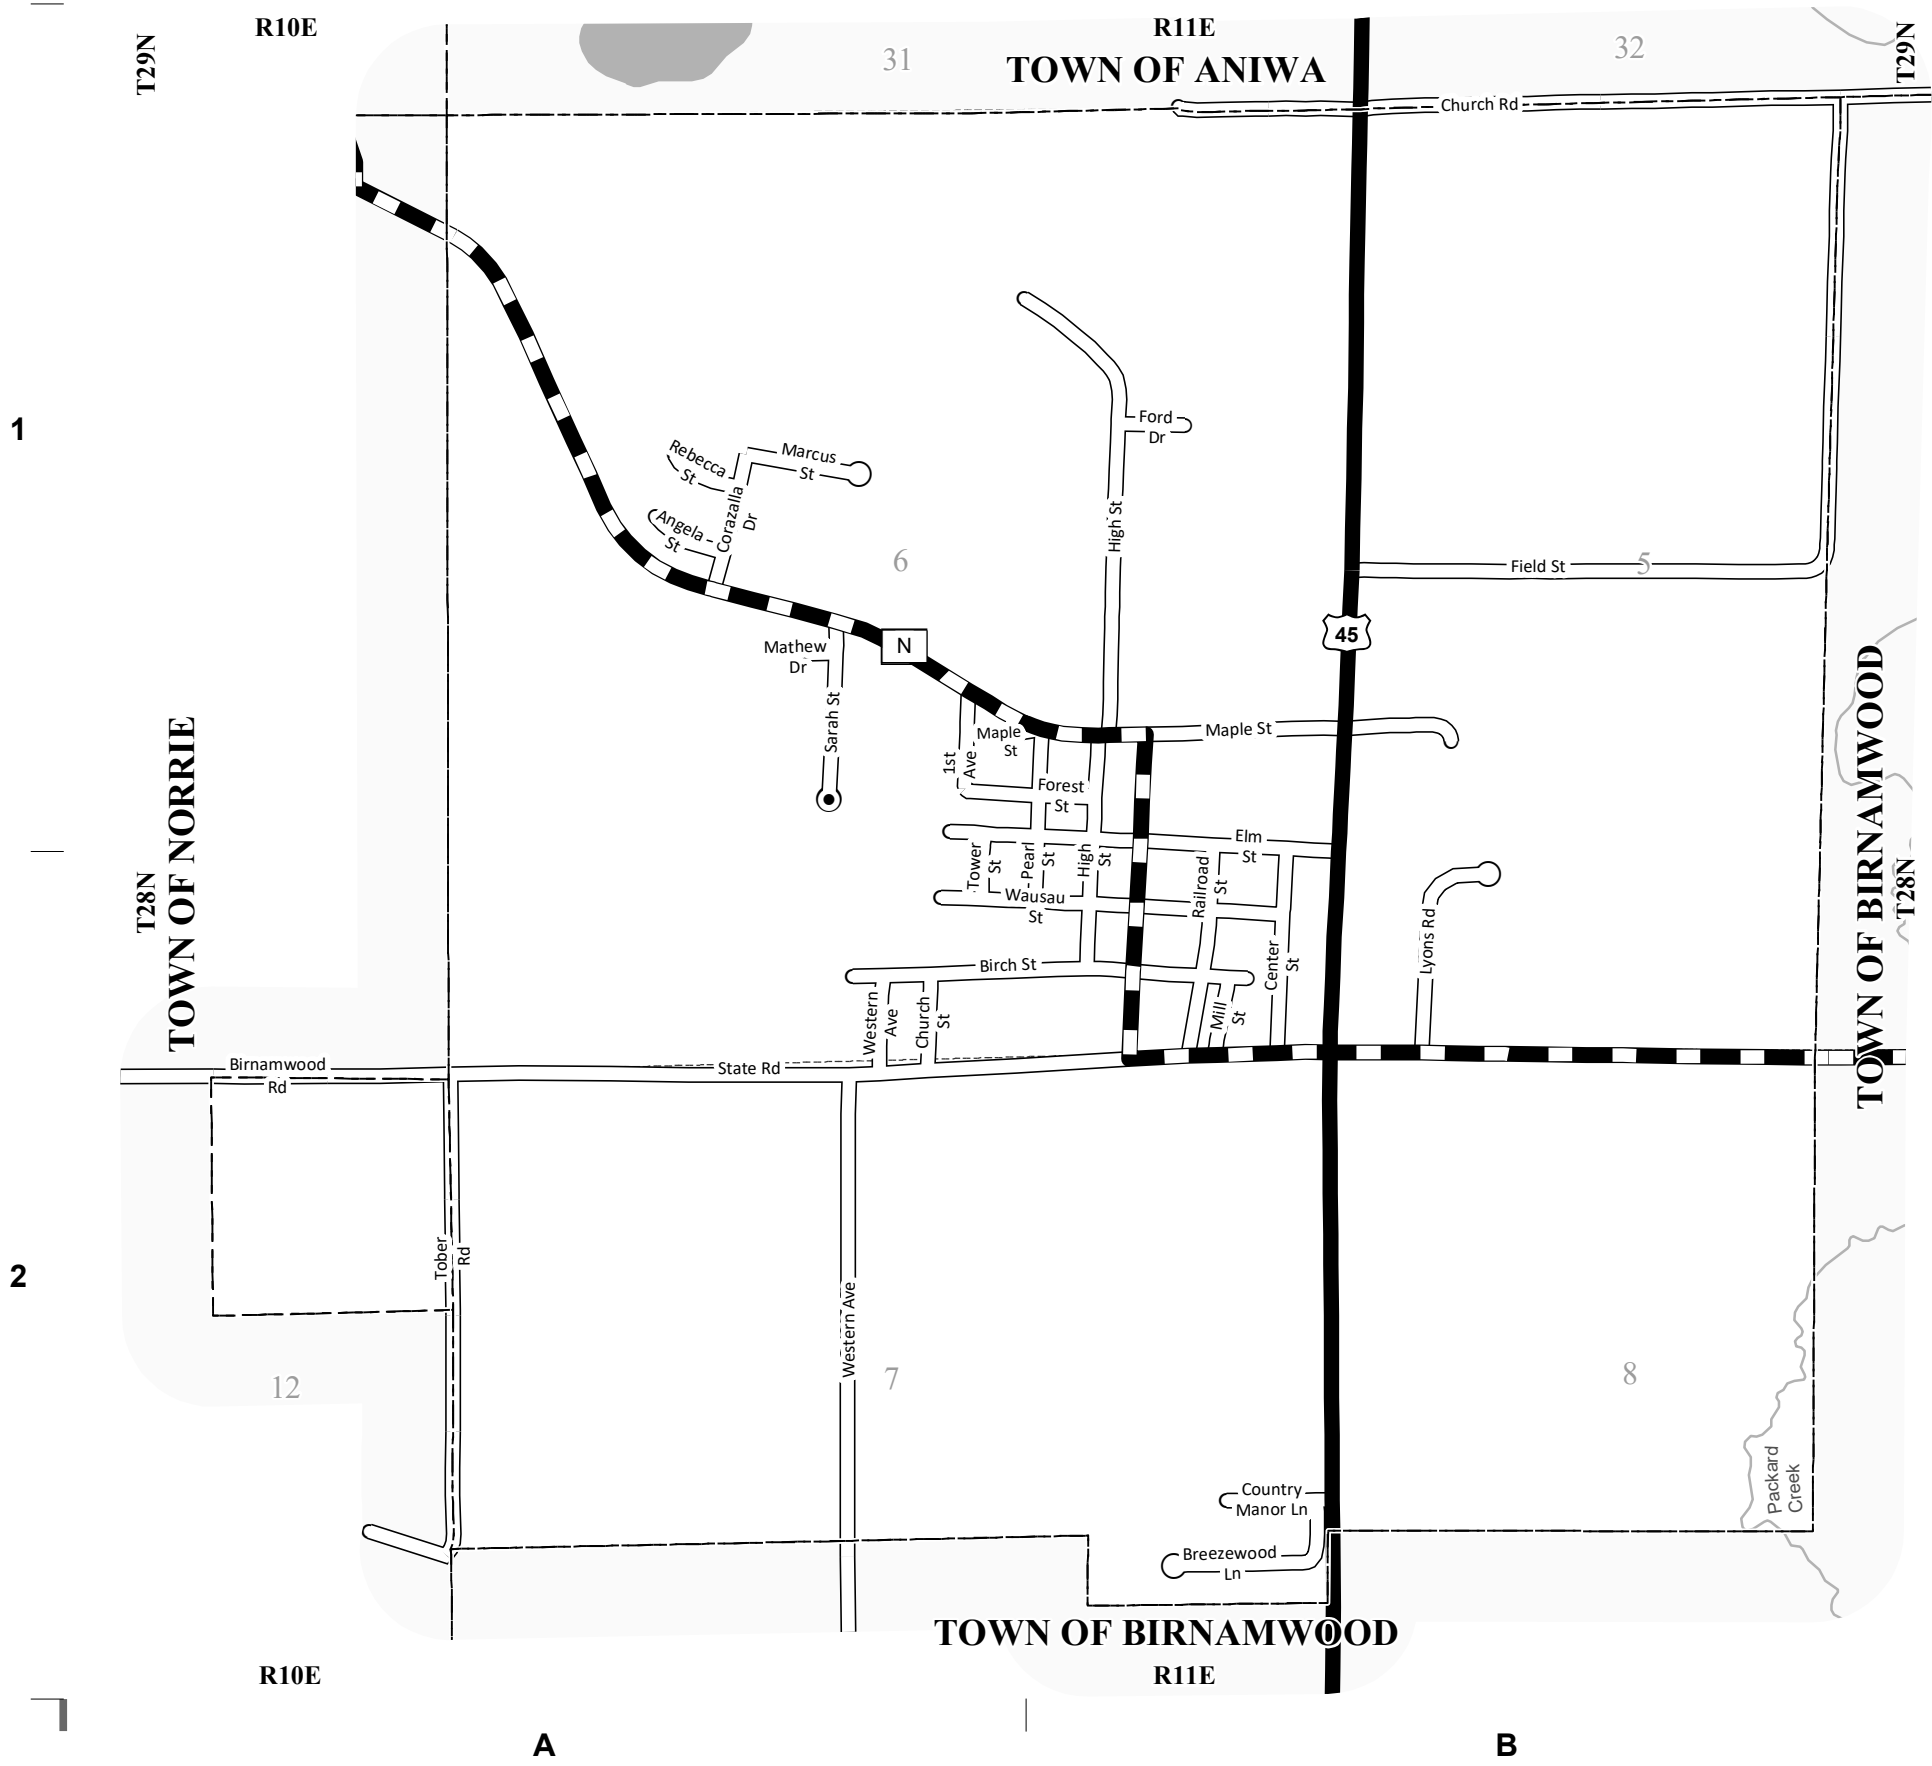 R10E
R11E
T29N
T29N
31
32
TOWN OF ANIWA
Church Rd
1
Ford
Dr
Rebecca
St
Marcus
St
Corazalla
Dr
Angela
St
High St
6
Field St
5
45
N
Mathew
Dr
Sarah St
Maple
St
Maple St
1st
Ave
Forest
St
Elm
St
Tower
St
Pearl
St
High
St
Railroad
St
Wausau
St
Lyons Rd
Center
St
Birch St
Western
Ave
Church
St
Mill
St
TOWN OF NORRIE
T28N
TOWN OF BIRNAMWOOD
T28N
Birnamwood
Rd
State Rd
2
Tober
Rd
Western Ave
12
7
8
Packard
Creek
Country
Manor Ln
Breezewood
Ln
TOWN OF BIRNAMWOOD
R10E
R11E
A
B